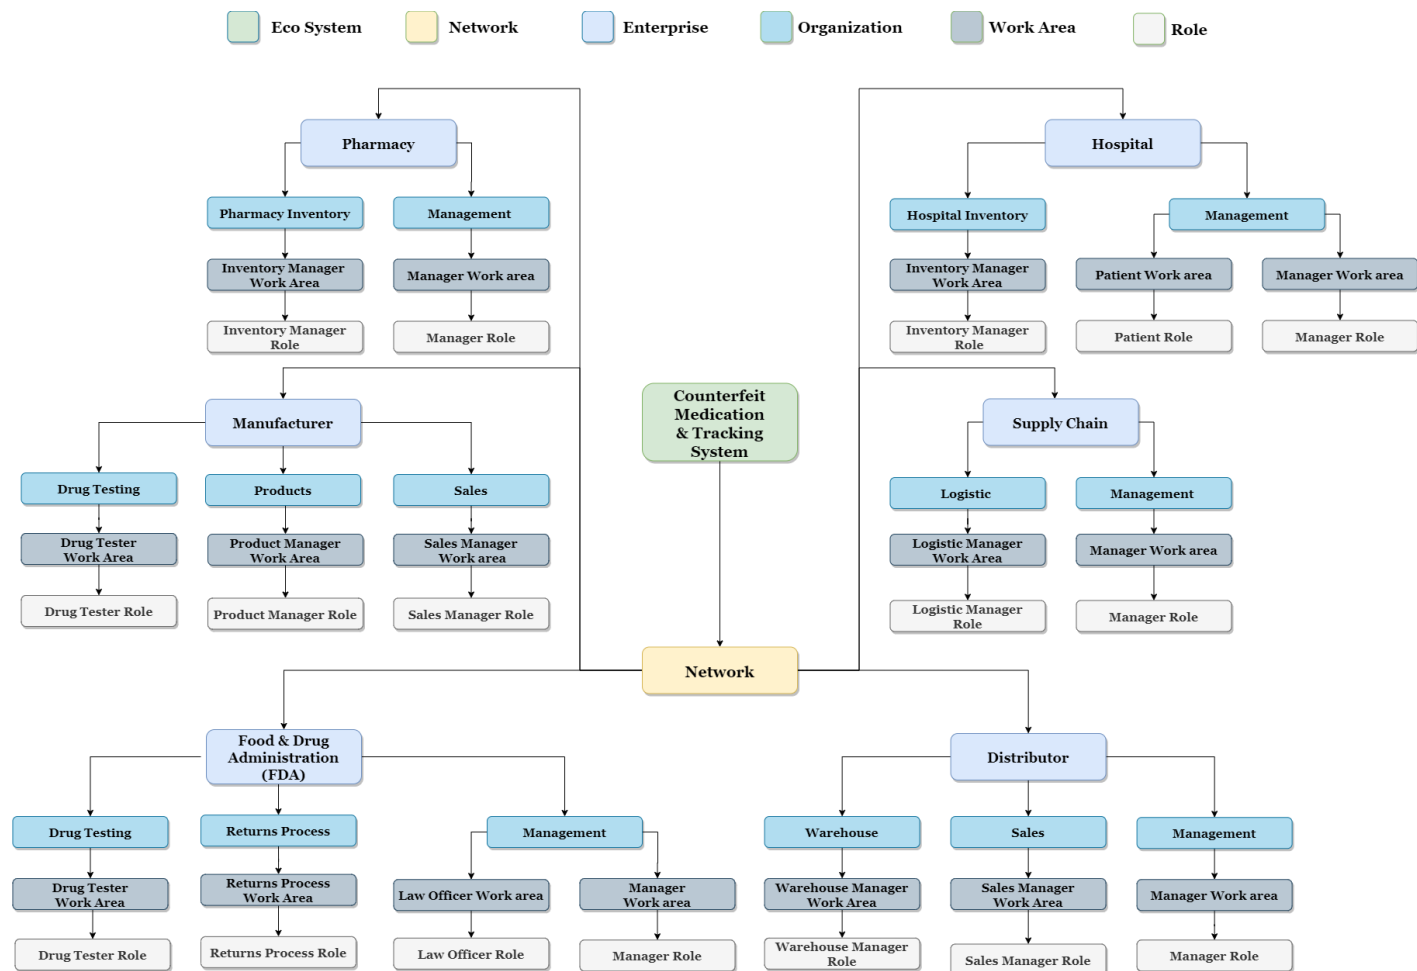 Eco System
Network
Enterprise
Organization
Work Area
Role
Pharmacy
Pharmacy Inventory
Management
Inventory Manager
Work Area
Manager Work area
Inventory Manager
Role
Manager Role
Hospital
Hospital Inventory
Management
Inventory Manager
Work Area
Patient Work area
Manager Work area
Inventory Manager
Role
Patient Role
Manager Role
Counterfeit
Medication
& Tracking
System
Manufacturer
Drug Testing
Products
Sales
Drug Tester
Work Area
Product Manager
Work Area
Sales Manager
Work area
Drug Tester Role
Product Manager Role
Sales Manager Role
Supply Chain
Logistic
Management
Logistic Manager
Work Area
Manager Work area
Logistic Manager
Role
Manager Role
Network
Food & Drug
Administration
(FDA)
Drug Testing
Returns Process
Management
Drug Tester
Work Area
Returns Process
Work Area
Law Officer Work area
Manager
Work area
Drug Tester Role
Returns Process Role
Law Officer Role
Manager Role
Distributor
Warehouse
Sales
Management
Warehouse Manager
Work Area
Sales Manager
Work Area
Manager Work area
Warehouse Manager
Role
Sales Manager Role
Manager Role